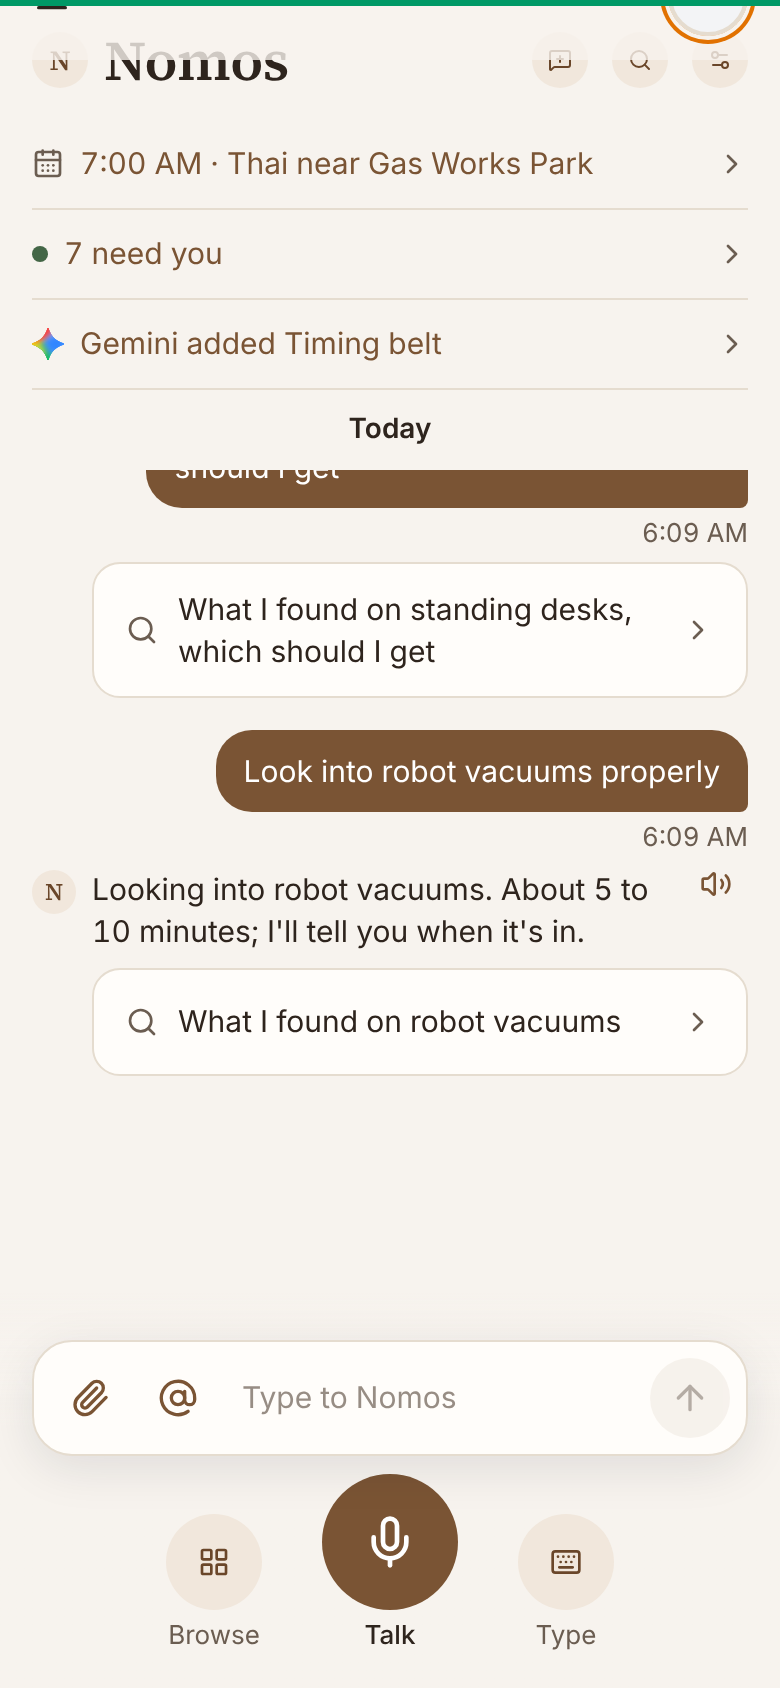 N Nomos
7:00 AM · Thai near Gas Works Park
7 need you
Gemini added Timing belt
Today
should I get
6:09 AM
What I found on standing desks,
which should I get
Look into robot vacuums properly
6:09 AM
N Looking into robot vacuums. About 5 to
10 minutes; I'll tell you when it's in.
What I found on robot vacuums
Type to Nomos
Browse
Talk
Type